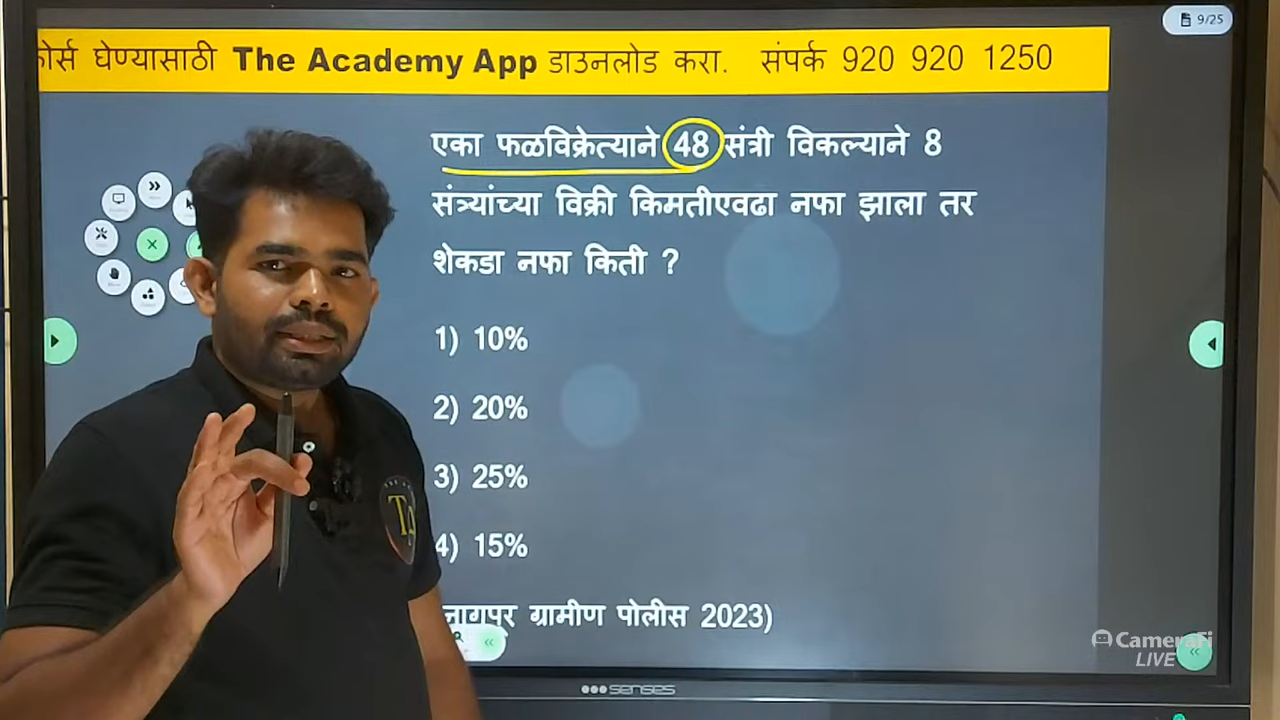 9/25
घेण्यासाठी The Academy App डाउनलोड करा. संपर्क 920 920 1250
एका फळविक्रेत्याने 48 संत्री विकल्याने 8
संत्र्यांच्या विक्री किमतीएवढा नफा झाला तर
शेकडा नफा किती ?
1) 10%
2) 20%
3) 25%
4) 15%
नागपुर ग्रामीण पोलीस 2023)
CameraFi
LIVE
senses